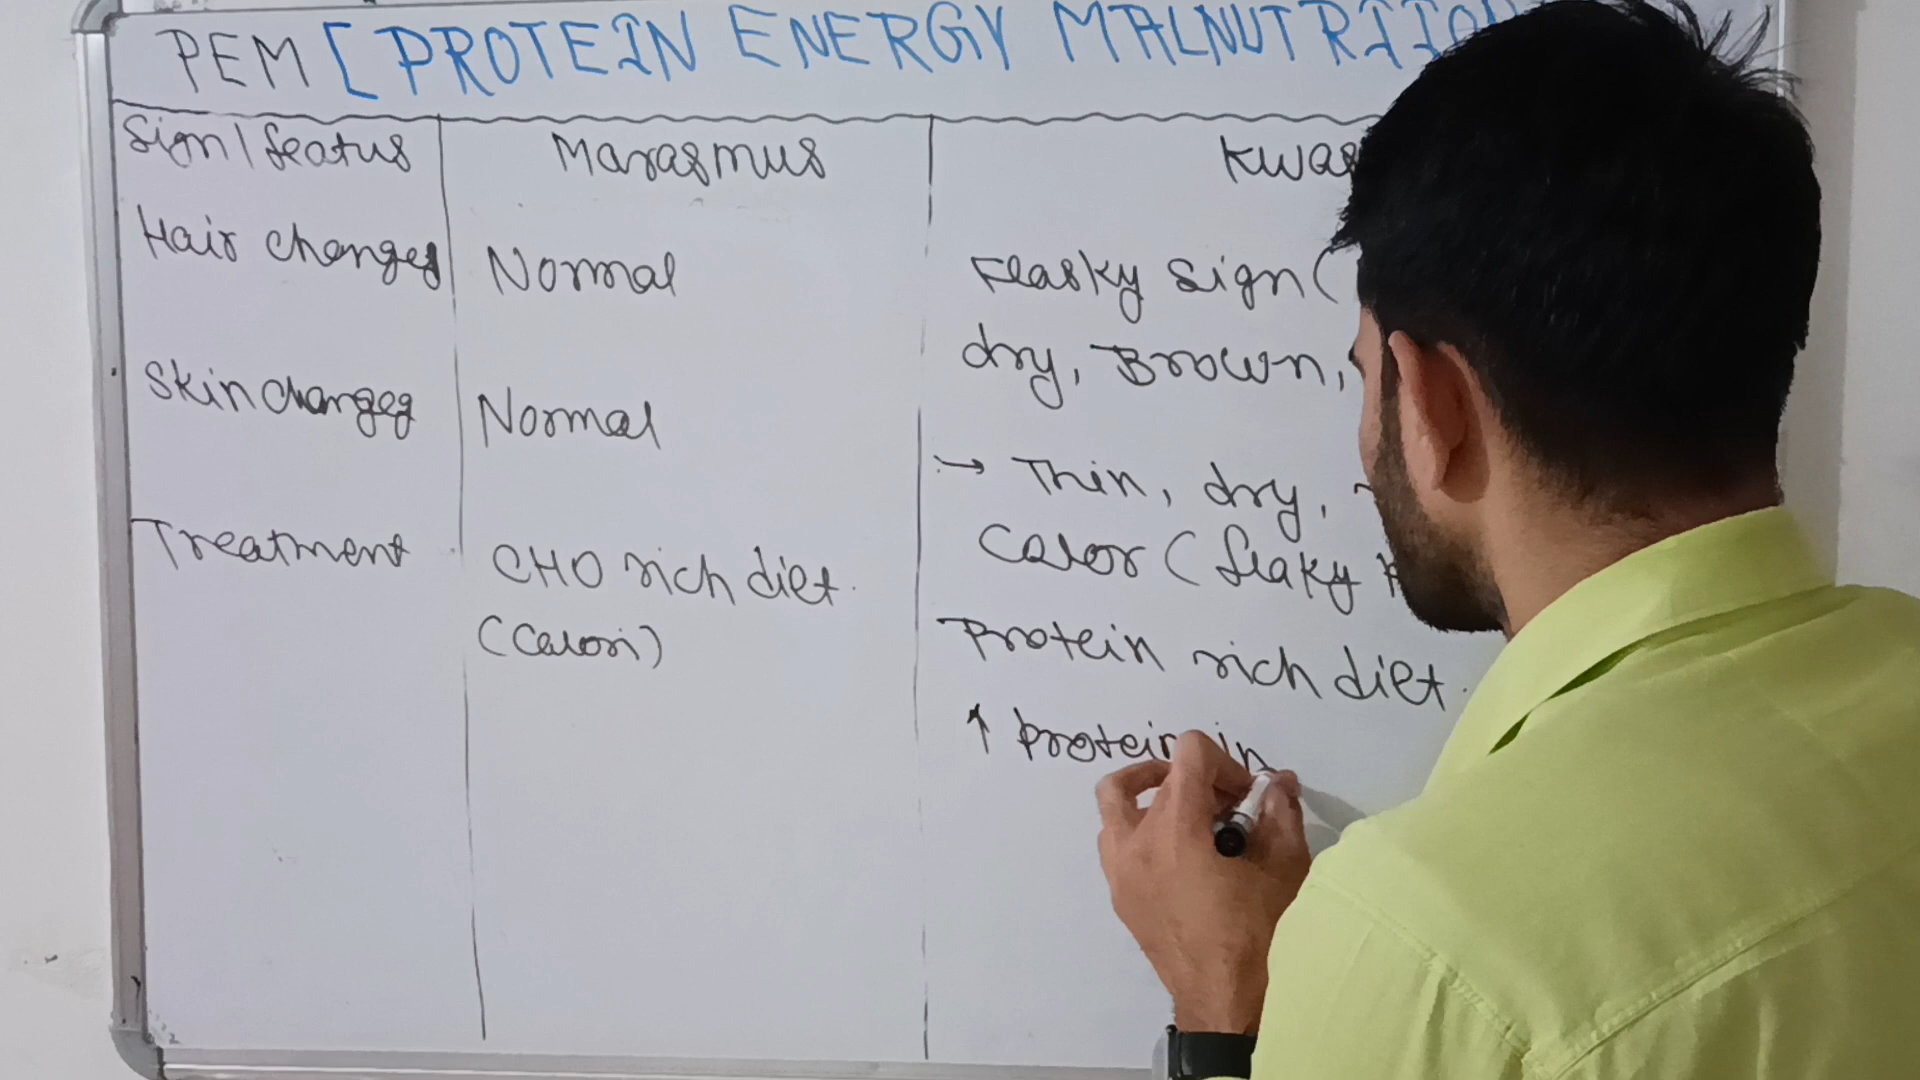 PEM [PROTEIN ENERGY MALNUTRITION
Sign/featus
Marasmus
Kwas
Hair changes
Normal
Flasky sign (
dry, Brown,
Skin changes
Normal
→ Thin, dry,
Color (flaky
Treatment
CHO rich diet.
(Calori)
Protein rich diet.
↑ protein in